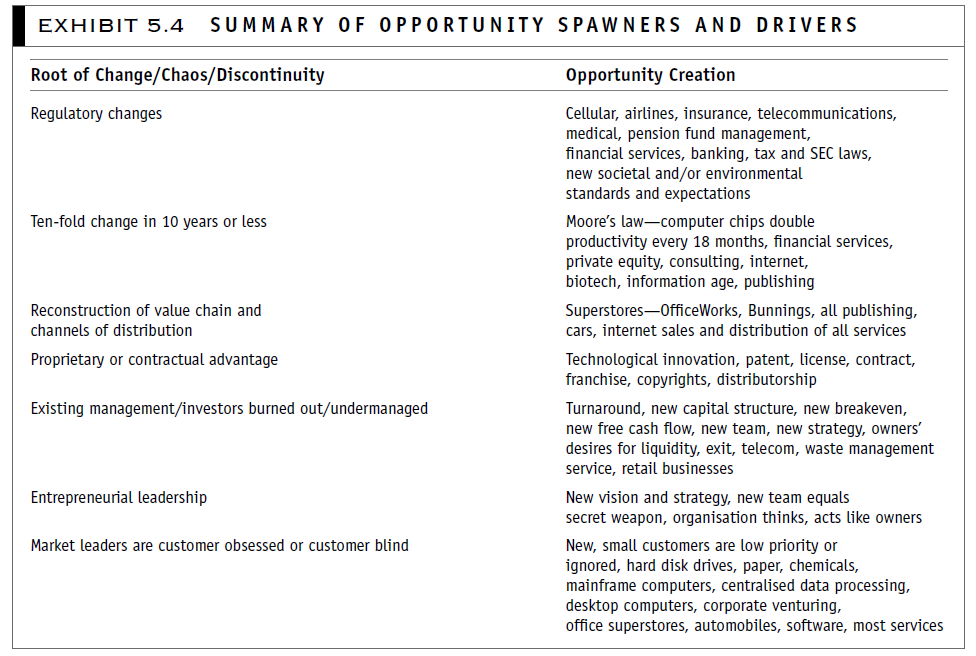 EXHIBIT 5.4 SUMMARY OF OPPORTUNITY SPAWNERS AND DRIVERS
Root of Change/Chaos/Discontinuity
Opportunity Creation
Regulatory changes
Cellular, airlines, insurance, telecommunications,
medical, pension fund management,
financial services, banking, tax and SEC laws,
new societal and/or environmental
standards and expectations
Ten-fold change in 10 years or less
Moore's law—computer chips double
productivity every 18 months, financial services,
private equity, consulting, internet,
biotech, information age, publishing
Reconstruction of value chain and
channels of distribution
Superstores—OfficeWorks, Bunnings, all publishing,
cars, internet sales and distribution of all services
Proprietary or contractual advantage
Technological innovation, patent, license, contract,
franchise, copyrights, distributorship
Existing management/investors burned out/undermanaged
Turnaround, new capital structure, new breakeven,
new free cash flow, new team, new strategy, owners'
desires for liquidity, exit, telecom, waste management
service, retail businesses
Entrepreneurial leadership
New vision and strategy, new team equals
secret weapon, organisation thinks, acts like owners
Market leaders are customer obsessed or customer blind
New, small customers are low priority or
ignored, hard disk drives, paper, chemicals,
mainframe computers, centralised data processing,
desktop computers, corporate venturing,
office superstores, automobiles, software, most services